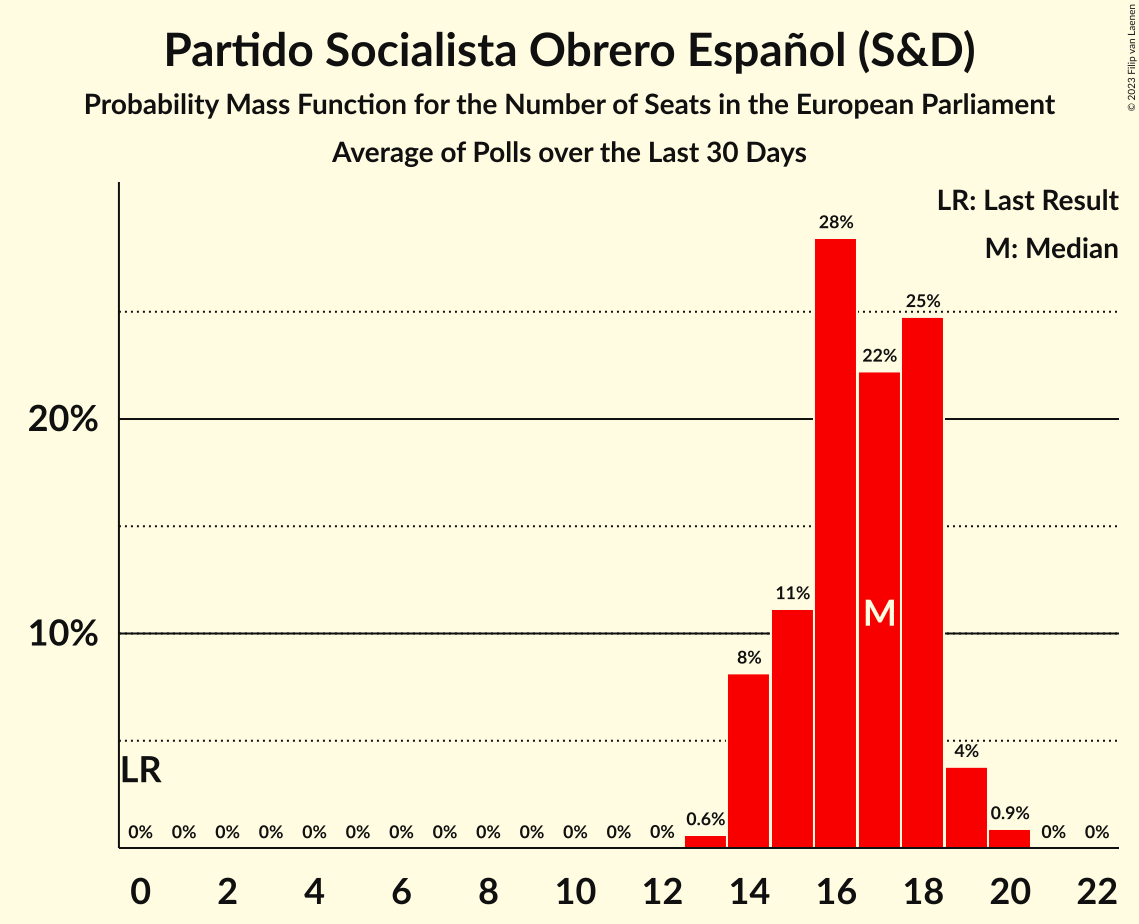 Partido Socialista Obrero Español (S&D)
Probability Mass Function for the Number of Seats in the European Parliament
Average of Polls over the Last 30 Days
© 2023 Filip van Laenen
LR: Last Result
M: Median
28%
25%
22%
20%
11%
M
10%
8%
4%
LR
0% 0% 0% 0% 0% 0% 0% 0% 0% 0% 0% 0% 0% 0.6% 0.9% 0% 0%
0 2 4 6 8 10 12 14 16 18 20 22